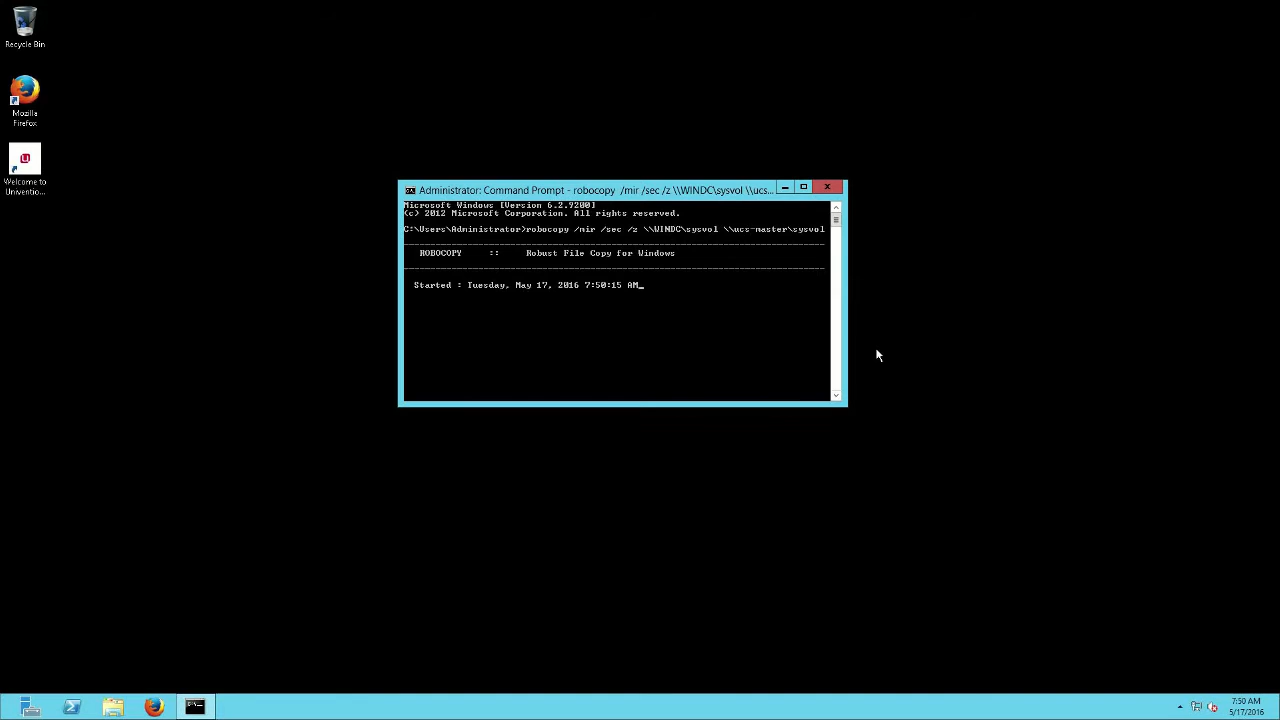 Recycle Bin
Mozilla
Firefox
Welcome to
Univention...
Administrator: Command Prompt - robocopy /mir /sec /z \\WINDC\sysvol \\ucs...
Microsoft Windows [Version 6.2.9200]
(c) 2012 Microsoft Corporation. All rights reserved.
C:\Users\Administrator>robocopy /mir /sec /z \\WINDC\sysvol \\ucs-master\sysvol
ROBOCOPY :: Robust File Copy for Windows
Started : Tuesday, May 17, 2016 7:50:15 AM
7:50 AM
5/17/2016